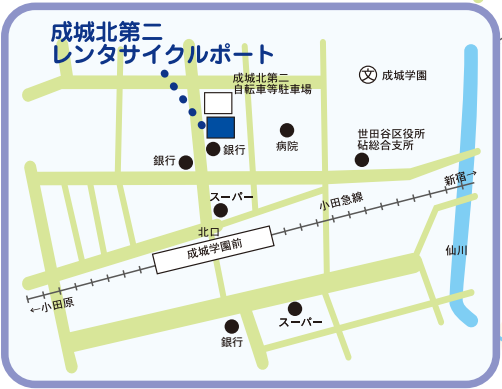 成城北第二
レンタサイクルポート
成城北第二
自転車等駐車場
文
成城学園
銀行
銀行
病院
世田谷区役所
砧総合支所
新宿→
スーパー
小田急線
北口
成城学園前
仙川
←小田原
スーパー
銀行